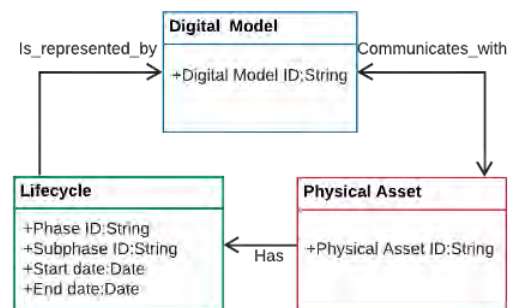 Digital Model
Is_represented_by
Communicates_with
+Digital Model ID:String
Lifecycle
Physical Asset
+Phase ID:String
+Subphase ID:String
+Start date:Date
+End date:Date
Has
+Physical Asset ID:String